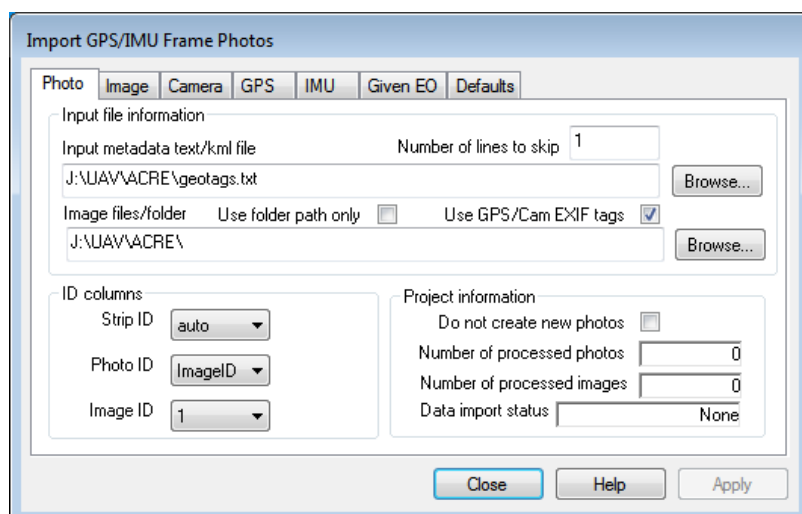 Import GPS/IMU Frame Photos
Photo Image Camera GPS IMU Given EO Defaults
Input file information
Input metadata text/kml file Number of lines to skip 1
J:\UAV\ACRE\geotags.txt Browse...
Image files/folder Use folder path only Use GPS/Cam EXIF tags
J:\UAV\ACRE\ Browse...
ID columns
Strip ID auto
Photo ID ImageID
Image ID 1
Project information
Do not create new photos
Number of processed photos 0
Number of processed images 0
Data import status None
Close Help Apply